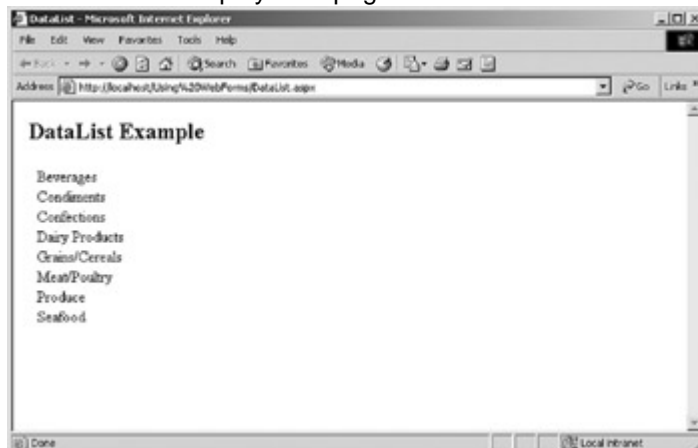 DataList - Microsoft Internet Explorer
File Edit View Favorites Tools Help
Back Search Favorites Media
Address http://localhost/Using%20WebForms/DataList.aspx Go Links
DataList Example
Beverages
Condiments
Confections
Dairy Products
Grains/Cereals
Meat/Poultry
Produce
Seafood
Done Local intranet